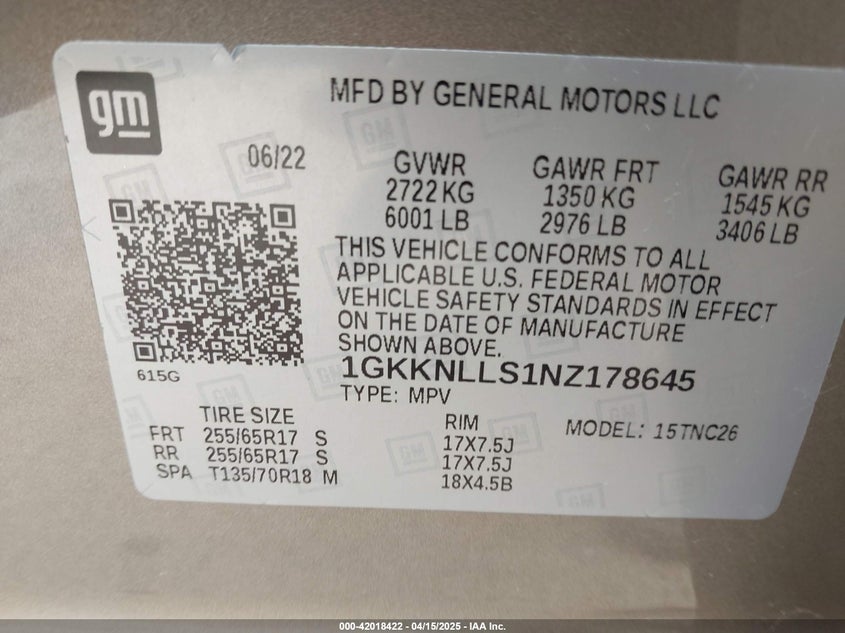 gm
MFD BY GENERAL MOTORS LLC
06/22
GVWR GAWR FRT GAWR RR
2722 KG 1350 KG 1545 KG
6001 LB 2976 LB 3406 LB
THIS VEHICLE CONFORMS TO ALL
APPLICABLE U.S. FEDERAL MOTOR
VEHICLE SAFETY STANDARDS IN EFFECT
ON THE DATE OF MANUFACTURE
SHOWN ABOVE.
1GKKNLLS1NZ178645
615G
TYPE: MPV
TIRE SIZE RIM MODEL: 15TNC26
FRT 255/65R17 S 17X7.5J
RR 255/65R17 S 17X7.5J
SPA T135/70R18 M 18X4.5B
000-42018422 - 04/15/2025 - IAA Inc.